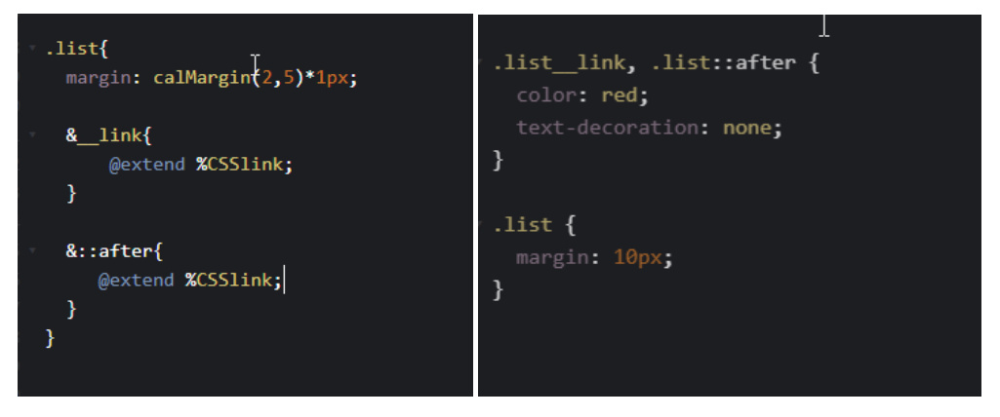 .list{
margin: calMargin(2,5)*1px;
&__link{
@extend %CSSlink;
}
&::after{
@extend %CSSlink;
}
}
.list__link, .list::after {
color: red;
text-decoration: none;
}
.list {
margin: 10px;
}